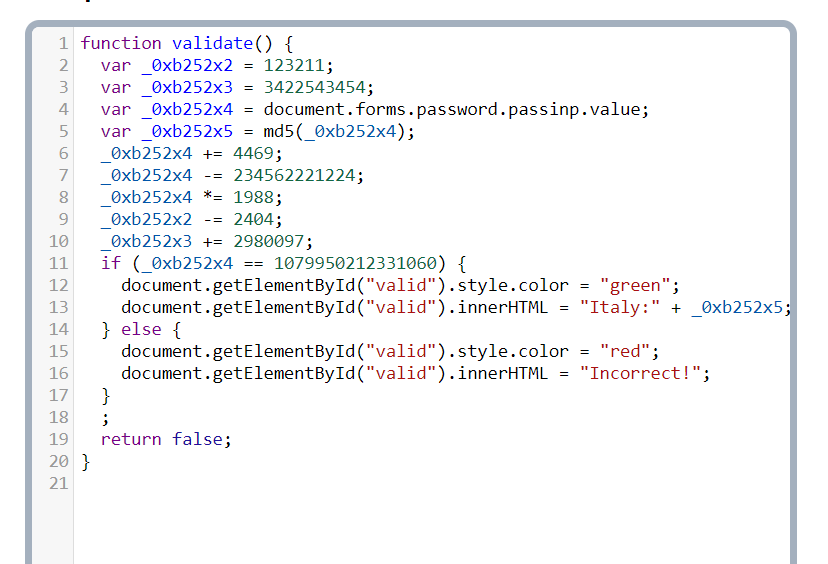 1 function validate() {
2 var _0xb252x2 = 123211;
3 var _0xb252x3 = 3422543454;
4 var _0xb252x4 = document.forms.password.passinp.value;
5 var _0xb252x5 = md5(_0xb252x4);
6 _0xb252x4 += 4469;
7 _0xb252x4 -= 234562221224;
8 _0xb252x4 *= 1988;
9 _0xb252x2 -= 2404;
10 _0xb252x3 += 2980097;
11 if (_0xb252x4 == 1079950212331060) {
12 document.getElementById("valid").style.color = "green";
13 document.getElementById("valid").innerHTML = "Italy:" + _0xb252x5;
14 } else {
15 document.getElementById("valid").style.color = "red";
16 document.getElementById("valid").innerHTML = "Incorrect!";
17 }
18 ;
19 return false;
20 }
21